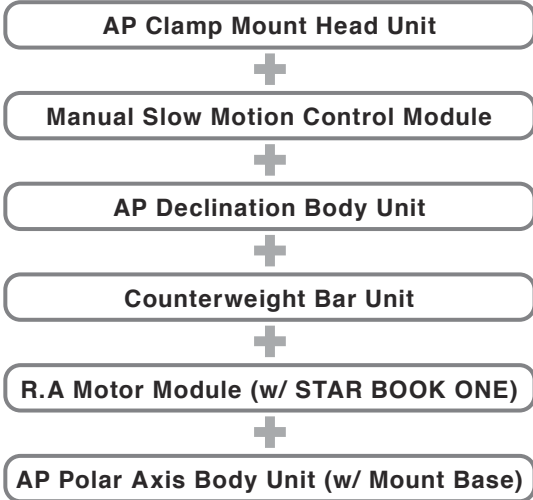 AP Clamp Mount Head Unit
+
Manual Slow Motion Control Module
+
AP Declination Body Unit
+
Counterweight Bar Unit
+
R.A Motor Module (w/ STAR BOOK ONE)
+
AP Polar Axis Body Unit (w/ Mount Base)